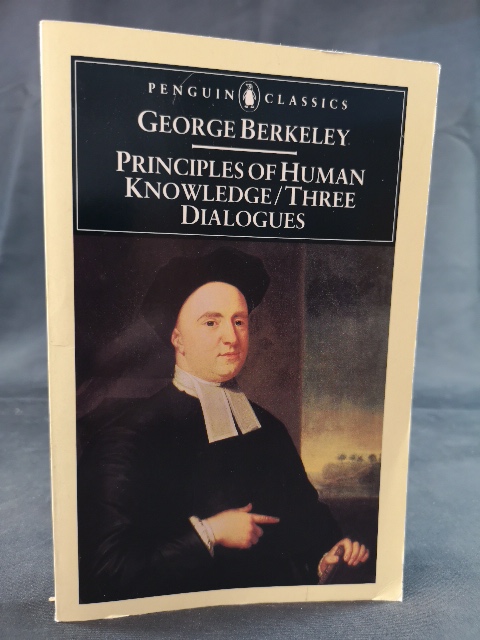 PENGUIN CLASSICS
GEORGE BERKELEY
PRINCIPLES OF HUMAN
KNOWLEDGE/THREE
DIALOGUES